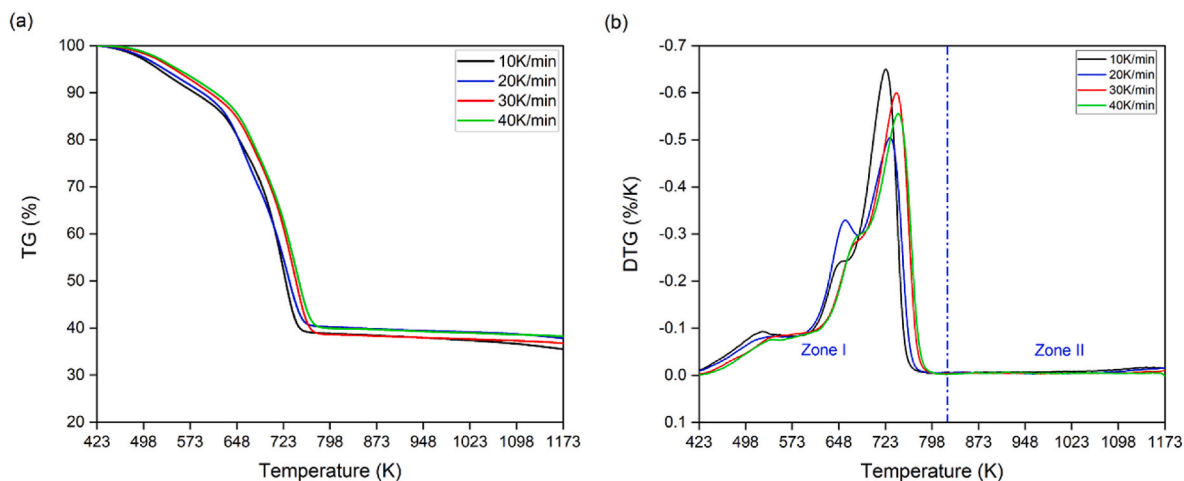 (a)
100
90
80
70
60
50
40
30
20
TG (%)
10K/min
20K/min
30K/min
40K/min
423 498 573 648 723 798 873 948 1023 1098 1173
Temperature (K)
(b)
-0.7
-0.6
-0.5
-0.4
-0.3
-0.2
-0.1
0.0
0.1
DTG (%/K)
10K/min
20K/min
30K/min
40K/min
Zone I
Zone II
423 498 573 648 723 798 873 948 1023 1098 1173
Temperature (K)